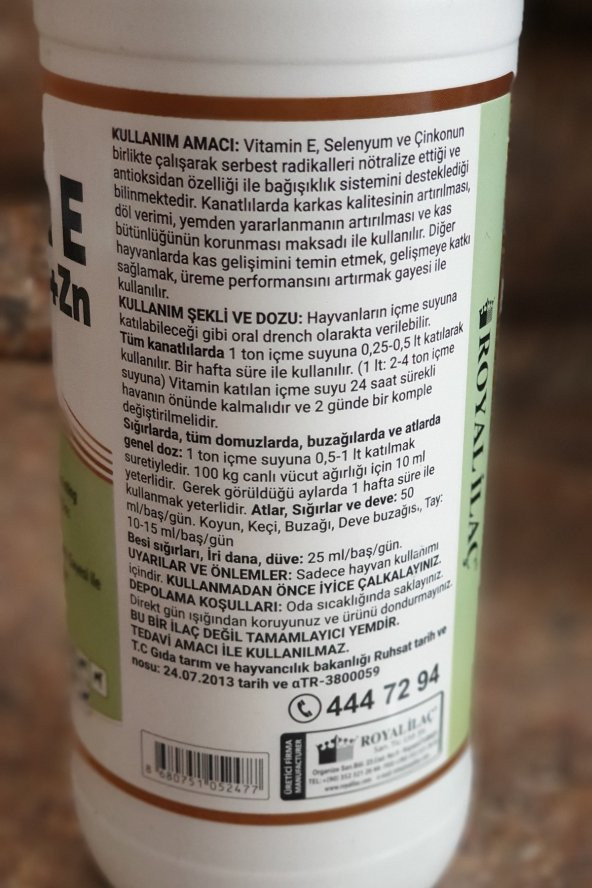 E
+Zn
KULLANIM AMACI: Vitamin E, Selenyum ve Çinkonun
birlikte çalışarak serbest radikalleri nötralize ettiği ve
antioksidan özelliği ile bağışıklık sistemini desteklediği
bilinmektedir. Kanatlılarda karkas kalitesinin artırılması,
döl verimi, yemden yararlanmanın artırılması ve kas
bütünlüğünün korunması maksadı ile kullanılır. Diğer
hayvanlarda kas gelişimini temin etmek, gelişmeye katkı
sağlamak, üreme performansını artırmak gayesi ile
kullanılır.
KULLANIM ŞEKLİ VE DOZU: Hayvanların içme suyuna
katılabileceği gibi oral drench olarakta verilebilir.
Tüm kanatlılarda 1 ton içme suyuna 0,25-0,5 lt katılarak
kullanılır. Bir hafta süre ile kullanılır. (1 lt: 2-4 ton içme
suyuna) Vitamin katılan içme suyu 24 saat sürekli
havanın önünde kalmalıdır ve 2 günde bir komple
değiştirilmelidir.
Sığırlarda, tüm domuzlarda, buzağılarda ve atlarda
genel doz: 1 ton içme suyuna 0,5-1 lt katılmak
suretiyledir. 100 kg canlı vücut ağırlığı için 10 ml
yeterlidir. Gerek görüldüğü aylarda 1 hafta süre ile
kullanmak yeterlidir. Atlar, Sığırlar ve deve: 50
ml/baş/gün. Koyun, Keçi, Buzağı, Deve buzağıs., Tay:
10-15 ml/baş/gün
Besi sığırları, İri dana, düve: 25 ml/baş/gün.
UYARILAR VE ÖNLEMLER: Sadece hayvan kullanımı
içindir. KULLANMADAN ÖNCE İYİCE ÇALKALAYINIZ.
DEPOLAMA KOŞULLARI: Oda sıcaklığında saklayınız.
Direkt gün ışığından koruyunuz ve ürünü dondurmayınız.
BU BİR İLAÇ DEĞİL TAMAMLAYICI YEMDİR.
TEDAVİ AMACI İLE KULLANILMAZ.
T.C Gıda tarım ve hayvancılık bakanlığı Ruhsat tarih ve
nosu: 24.07.2013 tarih ve αTR-3800059
444 72 94
8 680751 052477
ÜRETİCİ FİRMA
MANUFACTURER
ROYALİLAÇ
ROYALİLAÇ